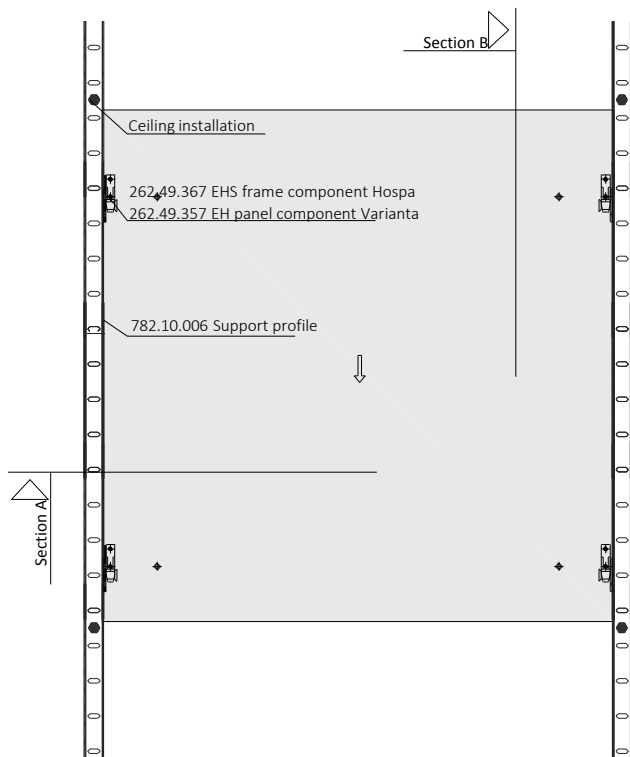 Section B
Ceiling installation
262.49.367 EHS frame component Hospa
262.49.357 EH panel component Varianta
782.10.006 Support profile
Section A